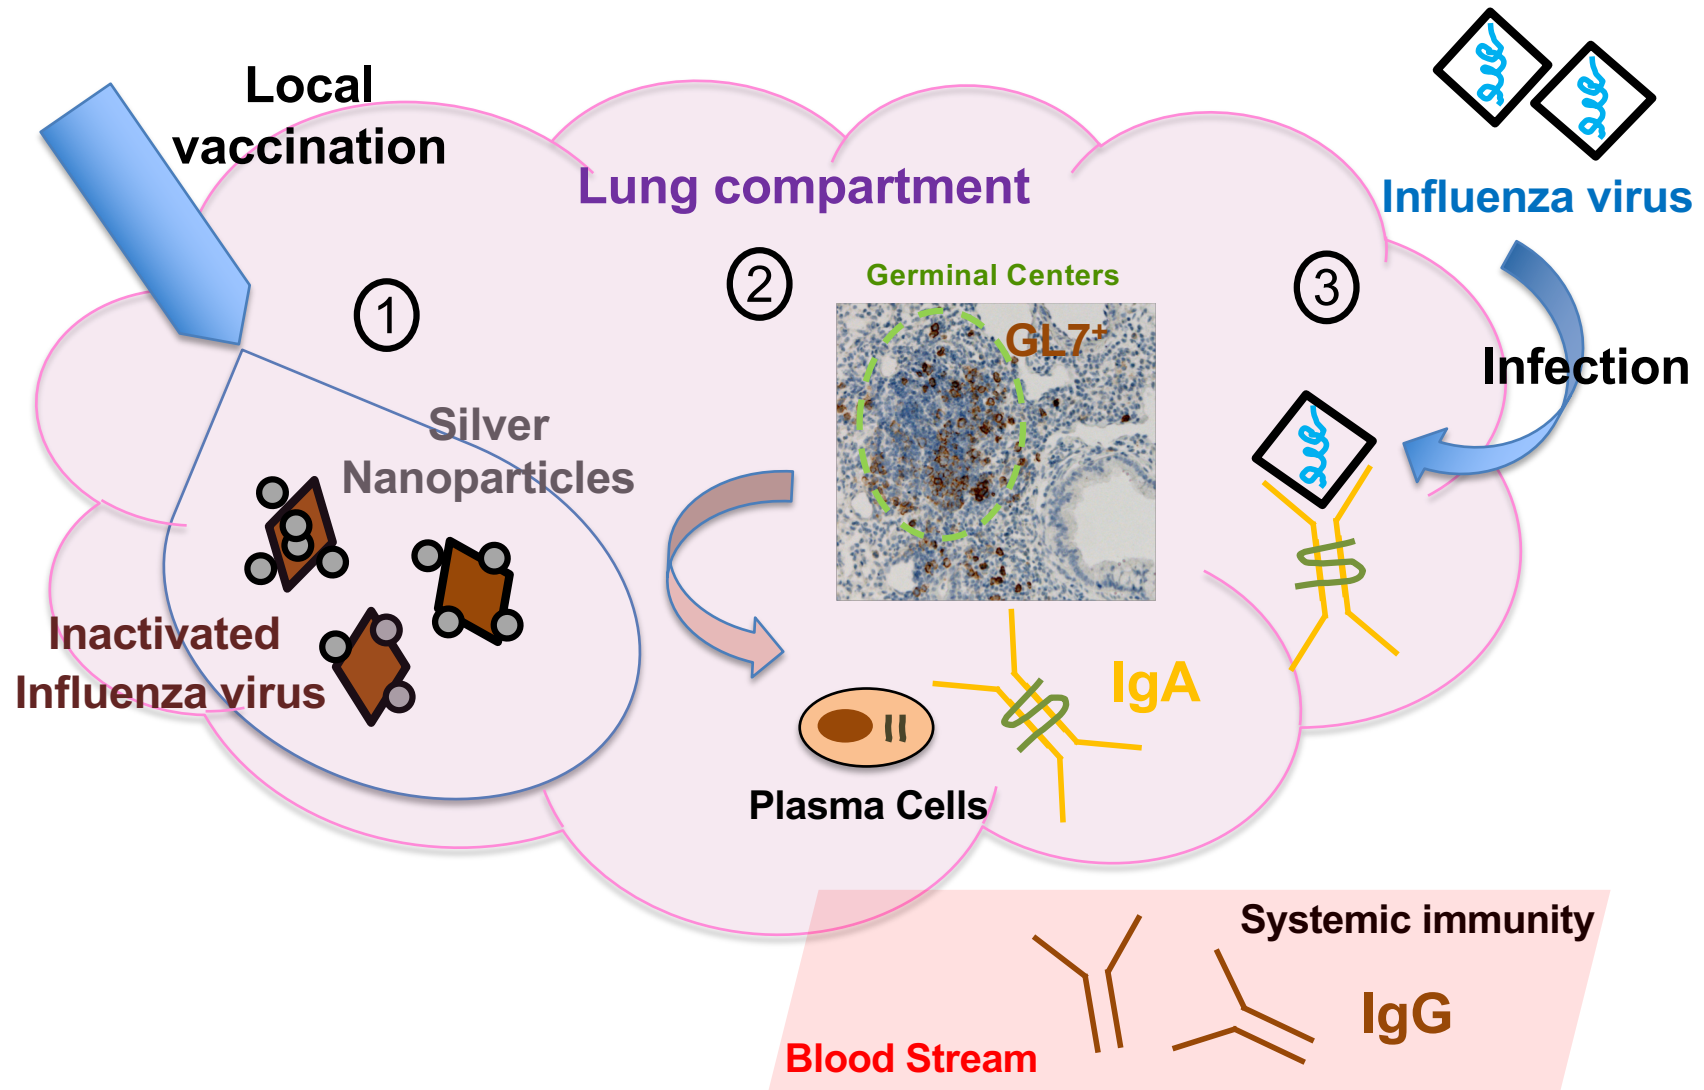 Local
vaccination
Lung compartment
Influenza virus
1
2
3
Germinal Centers
GL7⁺
Infection
Silver
Nanoparticles
Inactivated
Influenza virus
IgA
Plasma Cells
Systemic immunity
IgG
Blood Stream